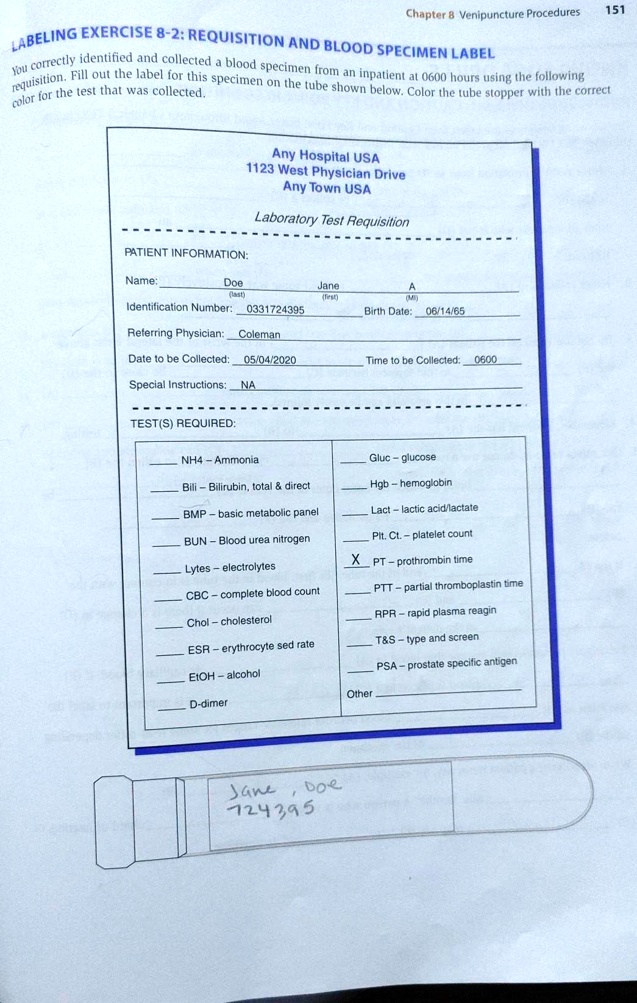 Chapter 8 Venipuncture Procedures 151
LABELING EXERCISE 8-2: REQUISITION AND BLOOD SPECIMEN LABEL
You correctly identified and collected a blood specimen from an inpatient at 0600 hours using the following
requisition. Fill out the label for this specimen on the tube shown below. Color the tube stopper with the correct
color for the test that was collected.
Any Hospital USA
1123 West Physician Drive
Any Town USA
Laboratory Test Requisition
PATIENT INFORMATION:
Name: Doe Jane A
(last) (first) (MI)
Identification Number: 0331724395 Birth Date: 06/14/65
Referring Physician: Coleman
Date to be Collected: 05/04/2020 Time to be Collected: 0600
Special Instructions: NA
TEST(S) REQUIRED:
NH4 – Ammonia
Bili – Bilirubin, total & direct
BMP – basic metabolic panel
BUN – Blood urea nitrogen
Lytes – electrolytes
CBC – complete blood count
Chol – cholesterol
ESR – erythrocyte sed rate
EtOH – alcohol
D-dimer
Gluc – glucose
Hgb – hemoglobin
Lact – lactic acid/lactate
Plt. Ct. – platelet count
X PT – prothrombin time
PTT – partial thromboplastin time
RPR – rapid plasma reagin
T&S – type and screen
PSA – prostate specific antigen
Other
Jane, Doe
724395